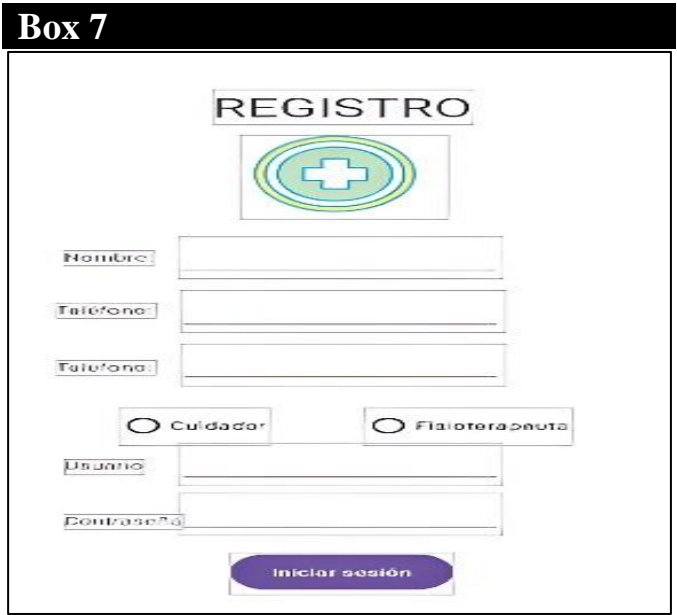 Box 7
REGISTRO
Nombre:
Teléfono:
Teléfono:
Cuidador Fisioterapeuta
Usuario
Contraseña
Iniciar sesión